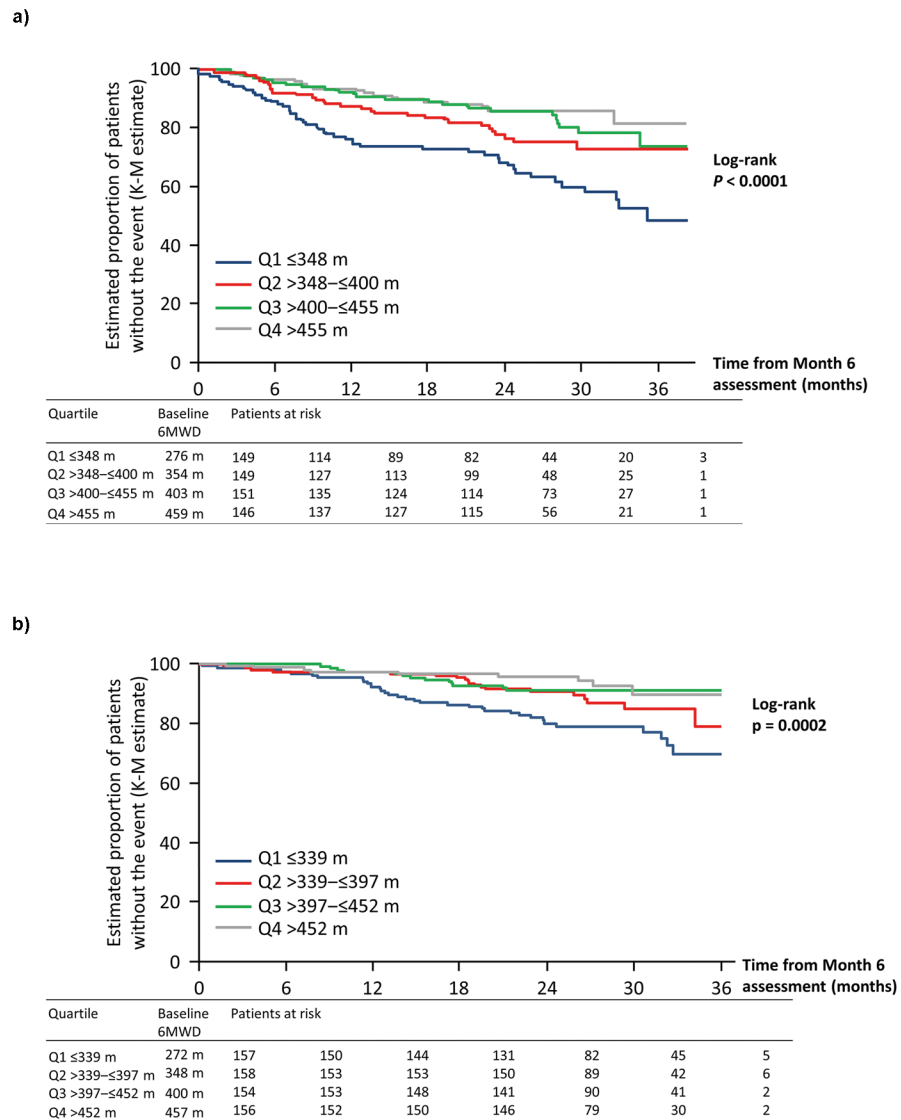 a)
Estimated proportion of patients
without the event (K-M estimate)
100
80
60
40
20
0
Log-rank
P < 0.0001
Q1 ≤348 m
Q2 >348–≤400 m
Q3 >400–≤455 m
Q4 >455 m
0 6 12 18 24 30 36
Time from Month 6
assessment (months)
Quartile Baseline Patients at risk
6MWD
Q1 ≤348 m 276 m 149 114 89 82 44 20 3
Q2 >348–≤400 m 354 m 149 127 113 99 48 25 1
Q3 >400–≤455 m 403 m 151 135 124 114 73 27 1
Q4 >455 m 459 m 146 137 127 115 56 21 1
b)
Estimated proportion of patients
without the event (K-M estimate)
100
80
60
40
20
0
Log-rank
p = 0.0002
Q1 ≤339 m
Q2 >339–≤397 m
Q3 >397–≤452 m
Q4 >452 m
0 6 12 18 24 30 36
Time from Month 6
assessment (months)
Quartile Baseline Patients at risk
6MWD
Q1 ≤339 m 272 m 157 150 144 131 82 45 5
Q2 >339–≤397 m 348 m 158 153 153 150 89 42 6
Q3 >397–≤452 m 400 m 154 153 148 141 90 41 2
Q4 >452 m 457 m 156 152 150 146 79 30 2